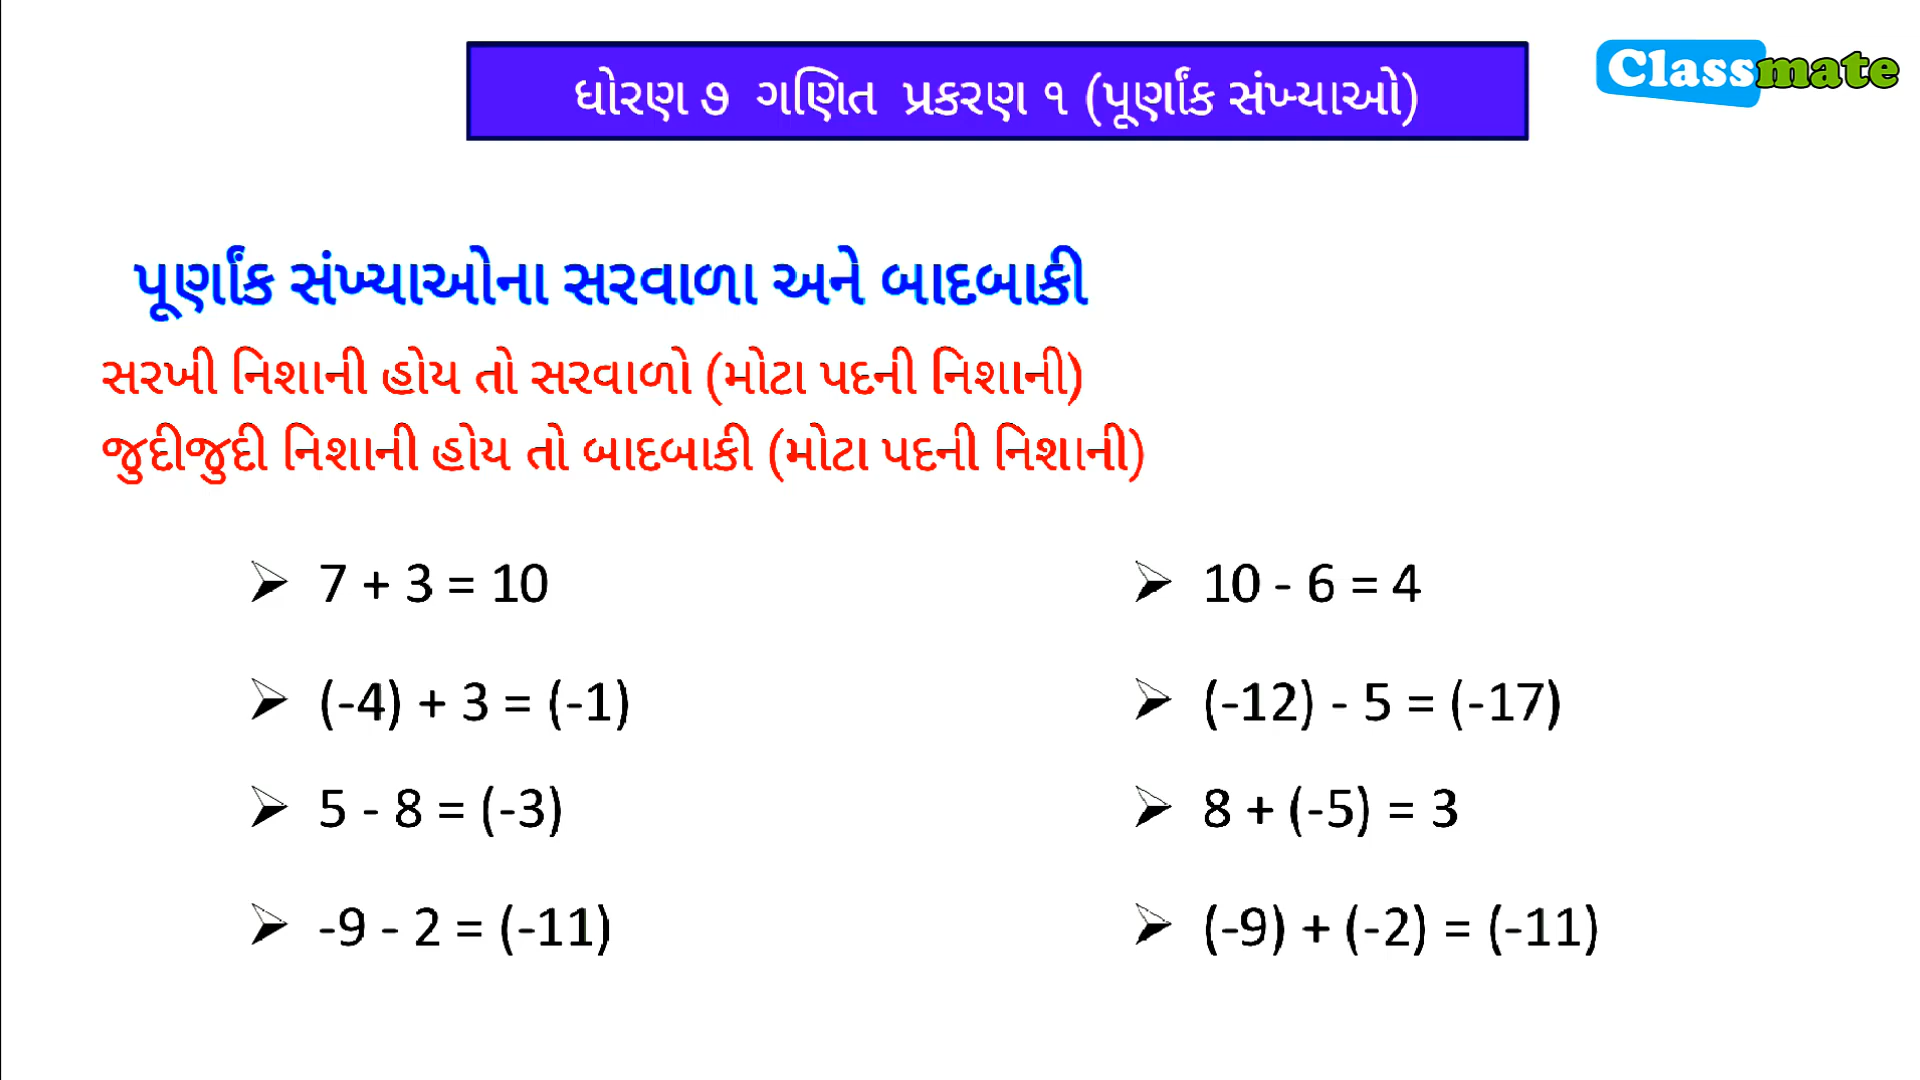 Classmate
ધોરણ ૭ ગણિત પ્રકરણ ૧ (પૂર્ણાંક સંખ્યાઓ)
પૂર્ણાંક સંખ્યાઓના સરવાળા અને બાદબાકી
સરખી નિશાની હોય તો સરવાળો (મોટા પદની નિશાની)
જુદીજુદી નિશાની હોય તો બાદબાકી (મોટા પદની નિશાની)
➢ 7 + 3 = 10
➢ (-4) + 3 = (-1)
➢ 5 - 8 = (-3)
➢ -9 - 2 = (-11)
➢ 10 - 6 = 4
➢ (-12) - 5 = (-17)
➢ 8 + (-5) = 3
➢ (-9) + (-2) = (-11)